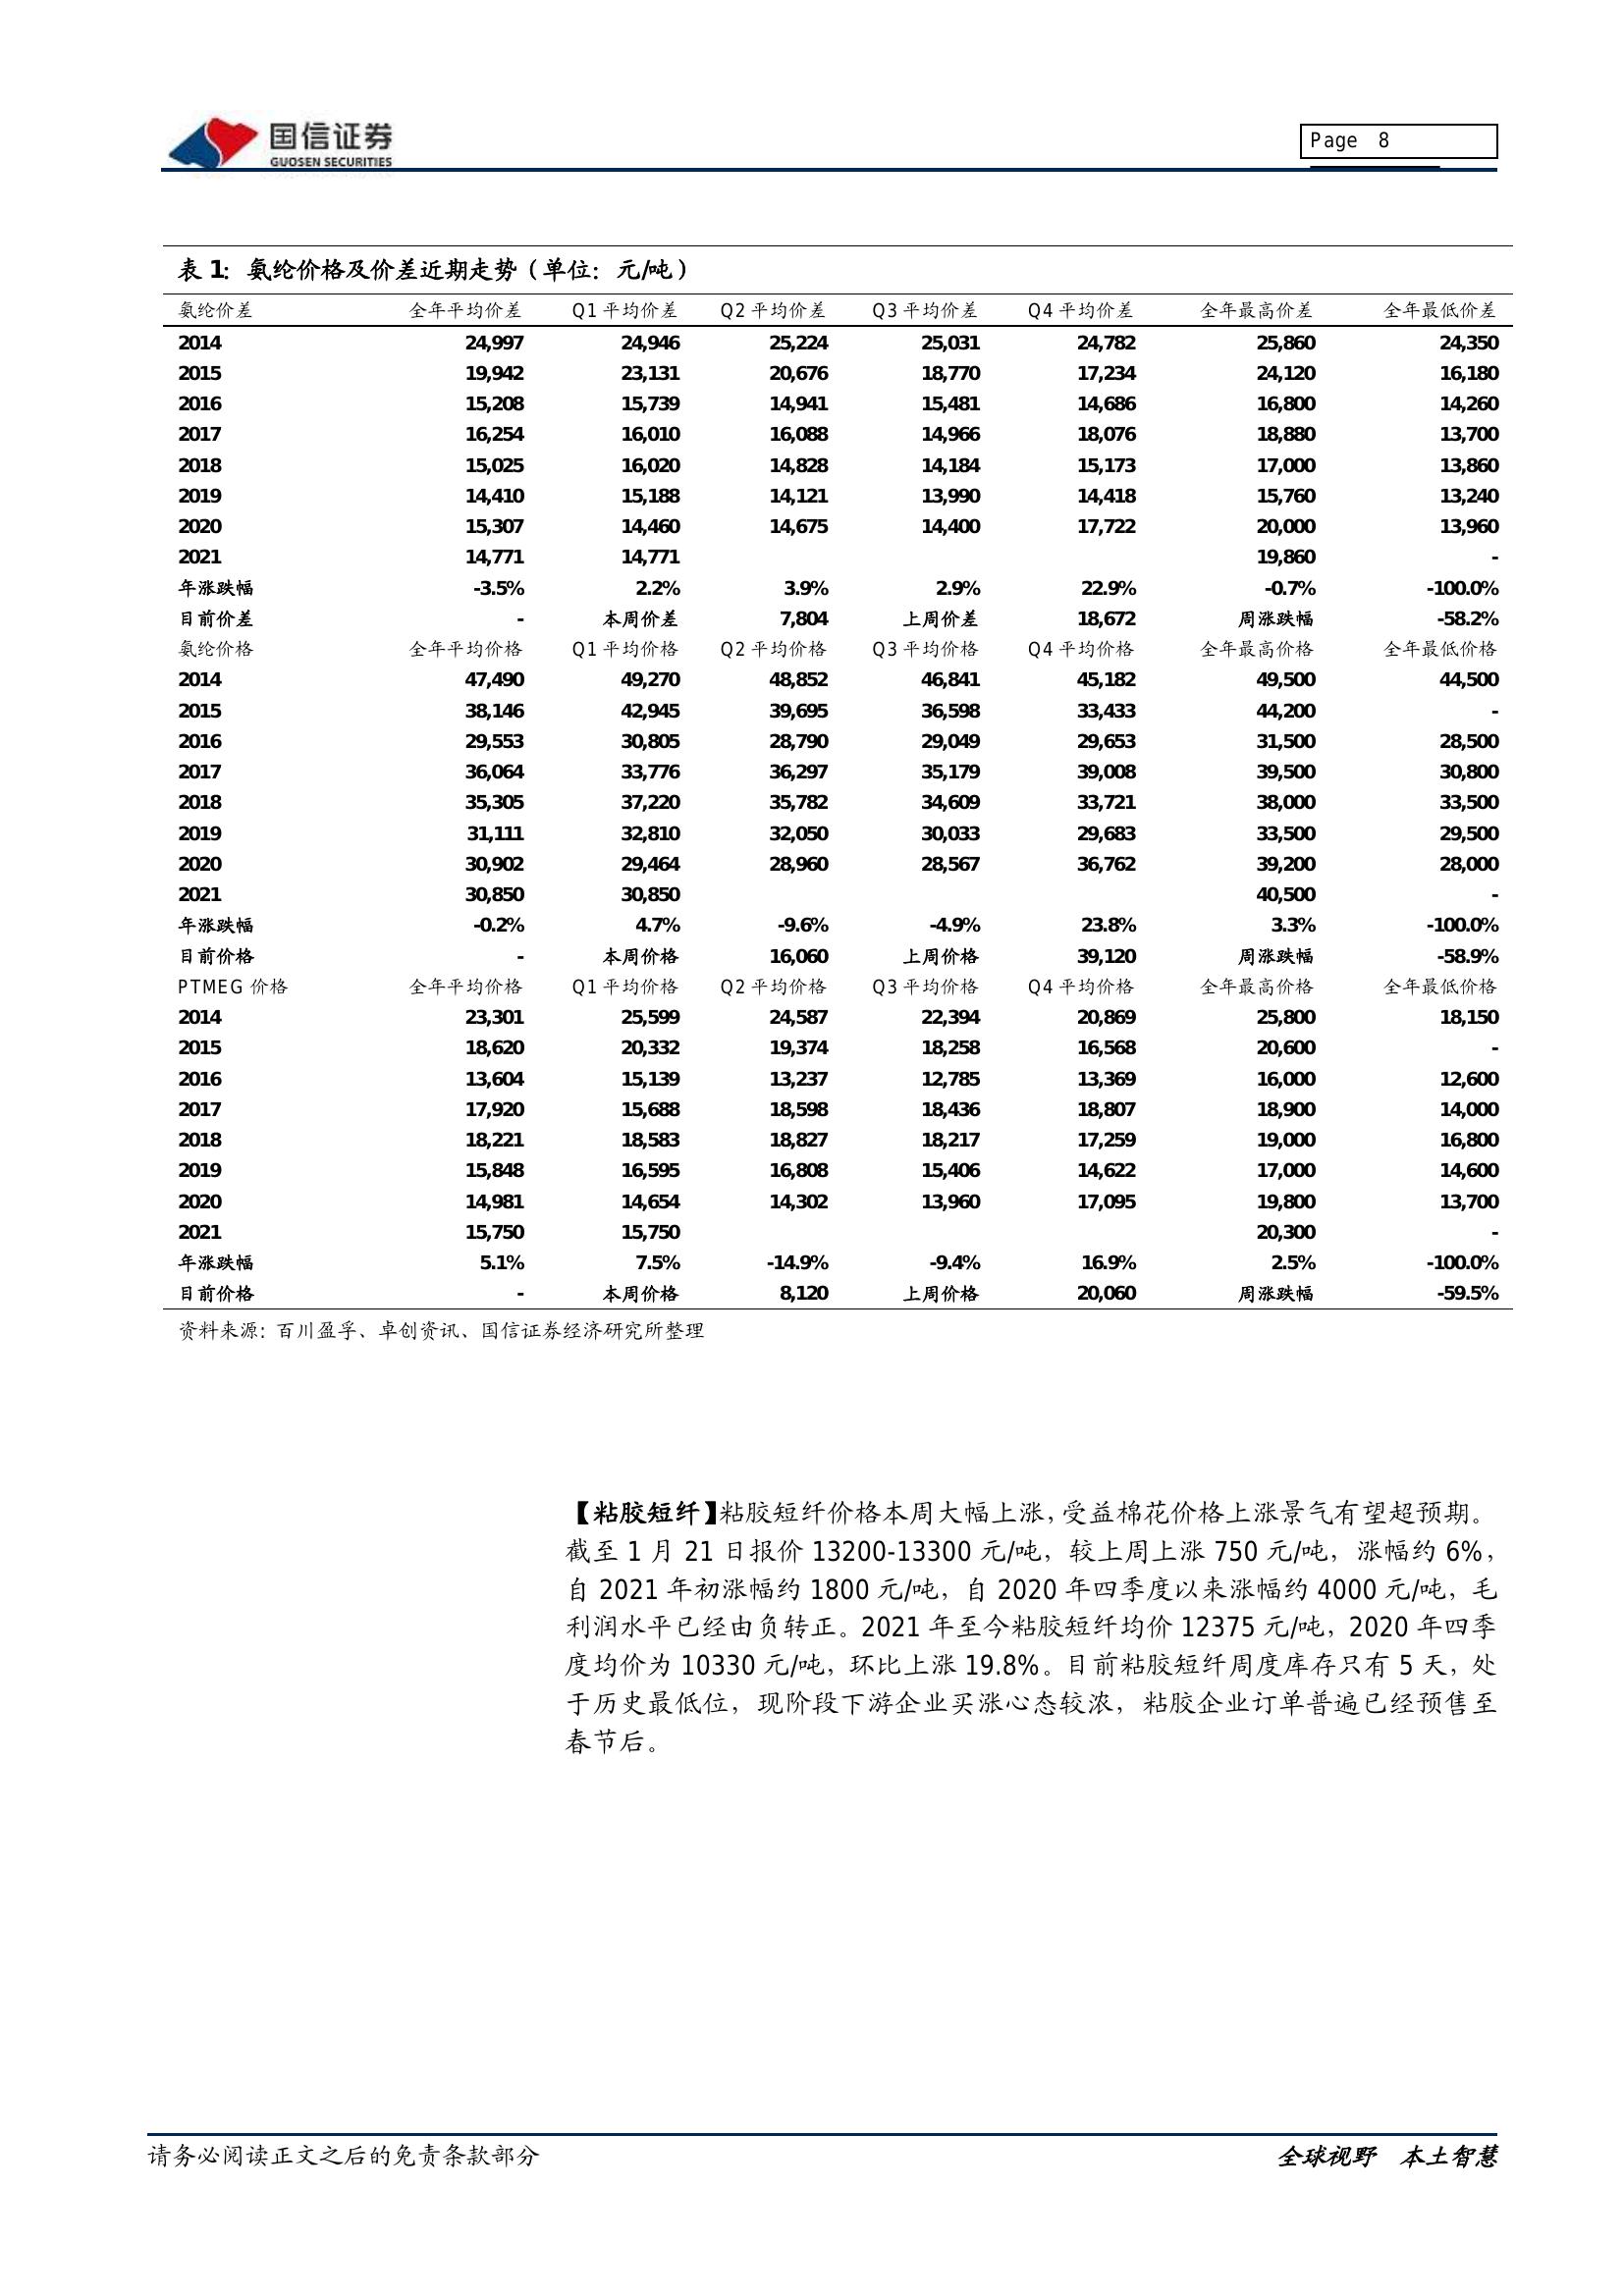 国信证券
GUOSEN SECURITIES
Page 8
表 1：氨纶价格及价差近期走势（单位：元/吨）
氨纶价差 全年平均价差 Q1 平均价差 Q2 平均价差 Q3 平均价差 Q4 平均价差 全年最高价差 全年最低价差
2014 24,997 24,946 25,224 25,031 24,782 25,860 24,350
2015 19,942 23,131 20,676 18,770 17,234 24,120 16,180
2016 15,208 15,739 14,941 15,481 14,686 16,800 14,260
2017 16,254 16,010 16,088 14,966 18,076 18,880 13,700
2018 15,025 16,020 14,828 14,184 15,173 17,000 13,860
2019 14,410 15,188 14,121 13,990 14,418 15,760 13,240
2020 15,307 14,460 14,675 14,400 17,722 20,000 13,960
2021 14,771 14,771 19,860 -
年涨跌幅 -3.5% 2.2% 3.9% 2.9% 22.9% -0.7% -100.0%
目前价差 - 本周价差 7,804 上周价差 18,672 周涨跌幅 -58.2%
氨纶价格 全年平均价格 Q1 平均价格 Q2 平均价格 Q3 平均价格 Q4 平均价格 全年最高价格 全年最低价格
2014 47,490 49,270 48,852 46,841 45,182 49,500 44,500
2015 38,146 42,945 39,695 36,598 33,433 44,200 -
2016 29,553 30,805 28,790 29,049 29,653 31,500 28,500
2017 36,064 33,776 36,297 35,179 39,008 39,500 30,800
2018 35,305 37,220 35,782 34,609 33,721 38,000 33,500
2019 31,111 32,810 32,050 30,033 29,683 33,500 29,500
2020 30,902 29,464 28,960 28,567 36,762 39,200 28,000
2021 30,850 30,850 40,500 -
年涨跌幅 -0.2% 4.7% -9.6% -4.9% 23.8% 3.3% -100.0%
目前价格 - 本周价格 16,060 上周价格 39,120 周涨跌幅 -58.9%
PTMEG 价格 全年平均价格 Q1 平均价格 Q2 平均价格 Q3 平均价格 Q4 平均价格 全年最高价格 全年最低价格
2014 23,301 25,599 24,587 22,394 20,869 25,800 18,150
2015 18,620 20,332 19,374 18,258 16,568 20,600 -
2016 13,604 15,139 13,237 12,785 13,369 16,000 12,600
2017 17,920 15,688 18,598 18,436 18,807 18,900 14,000
2018 18,221 18,583 18,827 18,217 17,259 19,000 16,800
2019 15,848 16,595 16,808 15,406 14,622 17,000 14,600
2020 14,981 14,654 14,302 13,960 17,095 19,800 13,700
2021 15,750 15,750 20,300 -
年涨跌幅 5.1% 7.5% -14.9% -9.4% 16.9% 2.5% -100.0%
目前价格 - 本周价格 8,120 上周价格 20,060 周涨跌幅 -59.5%
资料来源：百川盈孚、卓创资讯、国信证券经济研究所整理
【粘胶短纤】粘胶短纤价格本周大幅上涨，受益棉花价格上涨景气有望超预期。
截至 1 月 21 日报价 13200-13300 元/吨，较上周上涨 750 元/吨，涨幅约 6%，
自 2021 年初涨幅约 1800 元/吨，自 2020 年四季度以来涨幅约 4000 元/吨，毛
利润水平已经由负转正。2021 年至今粘胶短纤均价 12375 元/吨，2020 年四季
度均价为 10330 元/吨，环比上涨 19.8%。目前粘胶短纤周度库存只有 5 天，处
于历史最低位，现阶段下游企业买涨心态较浓，粘胶企业订单普遍已经预售至
春节后。
请务必阅读正文之后的免责条款部分 全球视野 本土智慧